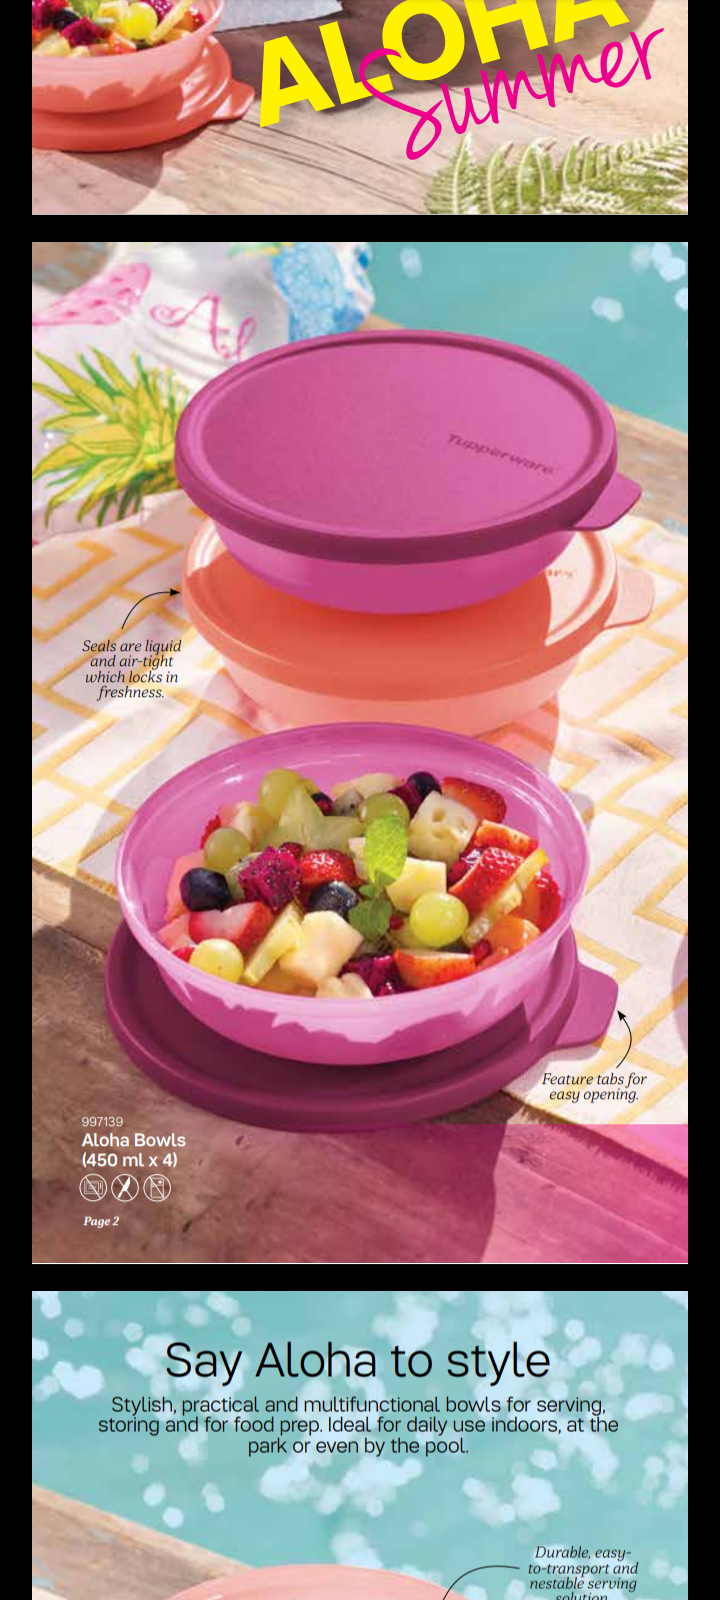 ALOHA
Summer
Tupperware
Seals are liquid
and air-tight
which locks in
freshness.
Feature tabs for
easy opening.
997139
Aloha Bowls
(450 ml x 4)
Page 2
Say Aloha to style
Stylish, practical and multifunctional bowls for serving,
storing and for food prep. Ideal for daily use indoors, at the
park or even by the pool.
Durable, easy-
to-transport and
nestable serving
solution